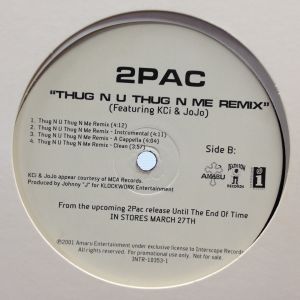 2PAC
"THUG N U THUG N ME REMIX"
(Featuring KCi & JoJo)
1 Thug N U Thug N Me Remix (4:12)
2 Thug N U Thug N Me Remix - Instrumental (4:11)
3 Thug N U Thug N Me Remix - A Cappella (4:04)
4 Thug N U Thug N Me Remix - Clean (3:57)
Side B:
AMARU
DEATH ROW
RECORDS
i
KCi & JoJo appear courtesy of MCA Records.
Produced by Johnny "J" for KLOCKWORK Entertainment
From the upcoming 2Pac release Until The End Of Time
IN STORES MARCH 27TH
©2001 Amaru Entertainment under exclusive license to Interscope Records
All rights reserved. For promotional use only. Not for sale.
INTR-10353-1